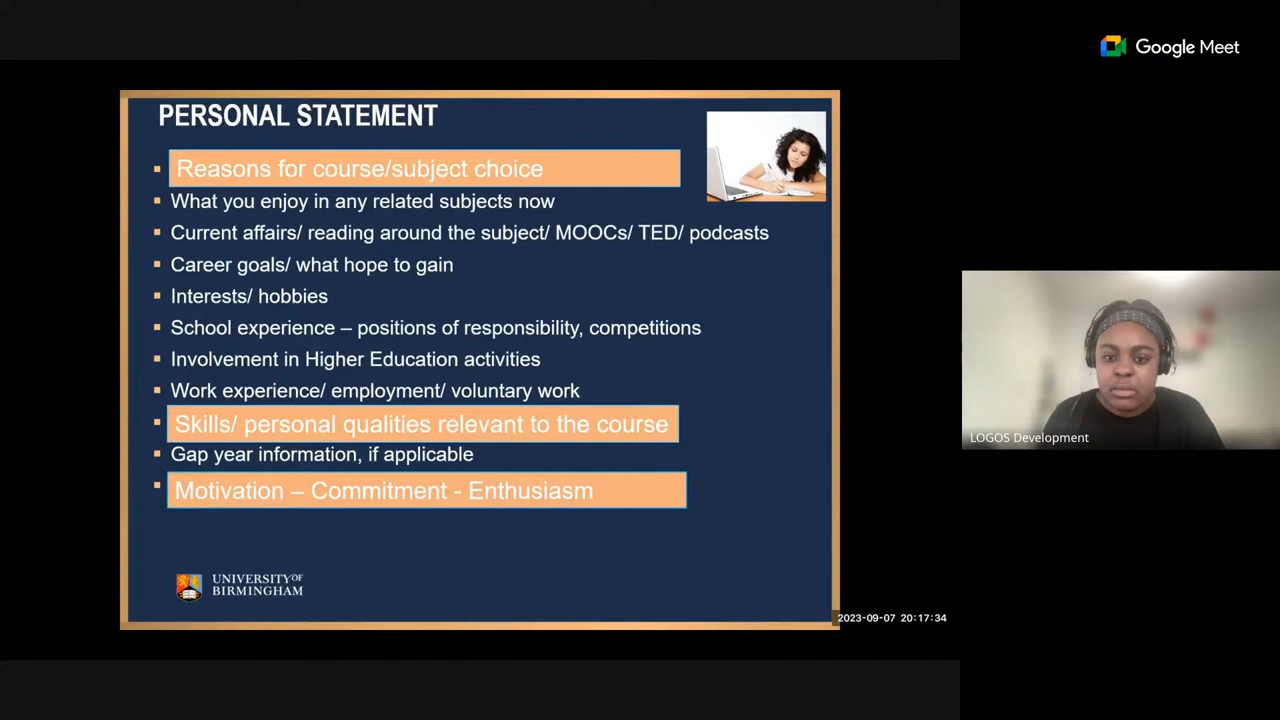 Google Meet
PERSONAL STATEMENT
Reasons for course/subject choice
What you enjoy in any related subjects now
Current affairs/ reading around the subject/ MOOCs/ TED/ podcasts
Career goals/ what hope to gain
Interests/ hobbies
School experience – positions of responsibility, competitions
Involvement in Higher Education activities
Work experience/ employment/ voluntary work
Skills/ personal qualities relevant to the course
Gap year information, if applicable
Motivation – Commitment - Enthusiasm
UNIVERSITY OF
BIRMINGHAM
2023-09-07 20:17:34
LOGOS Development